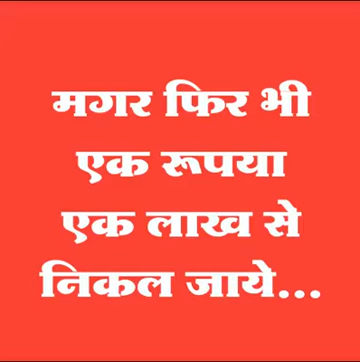 मगर फिर भी
एक रूपया
एक लाख से
निकल जाये...